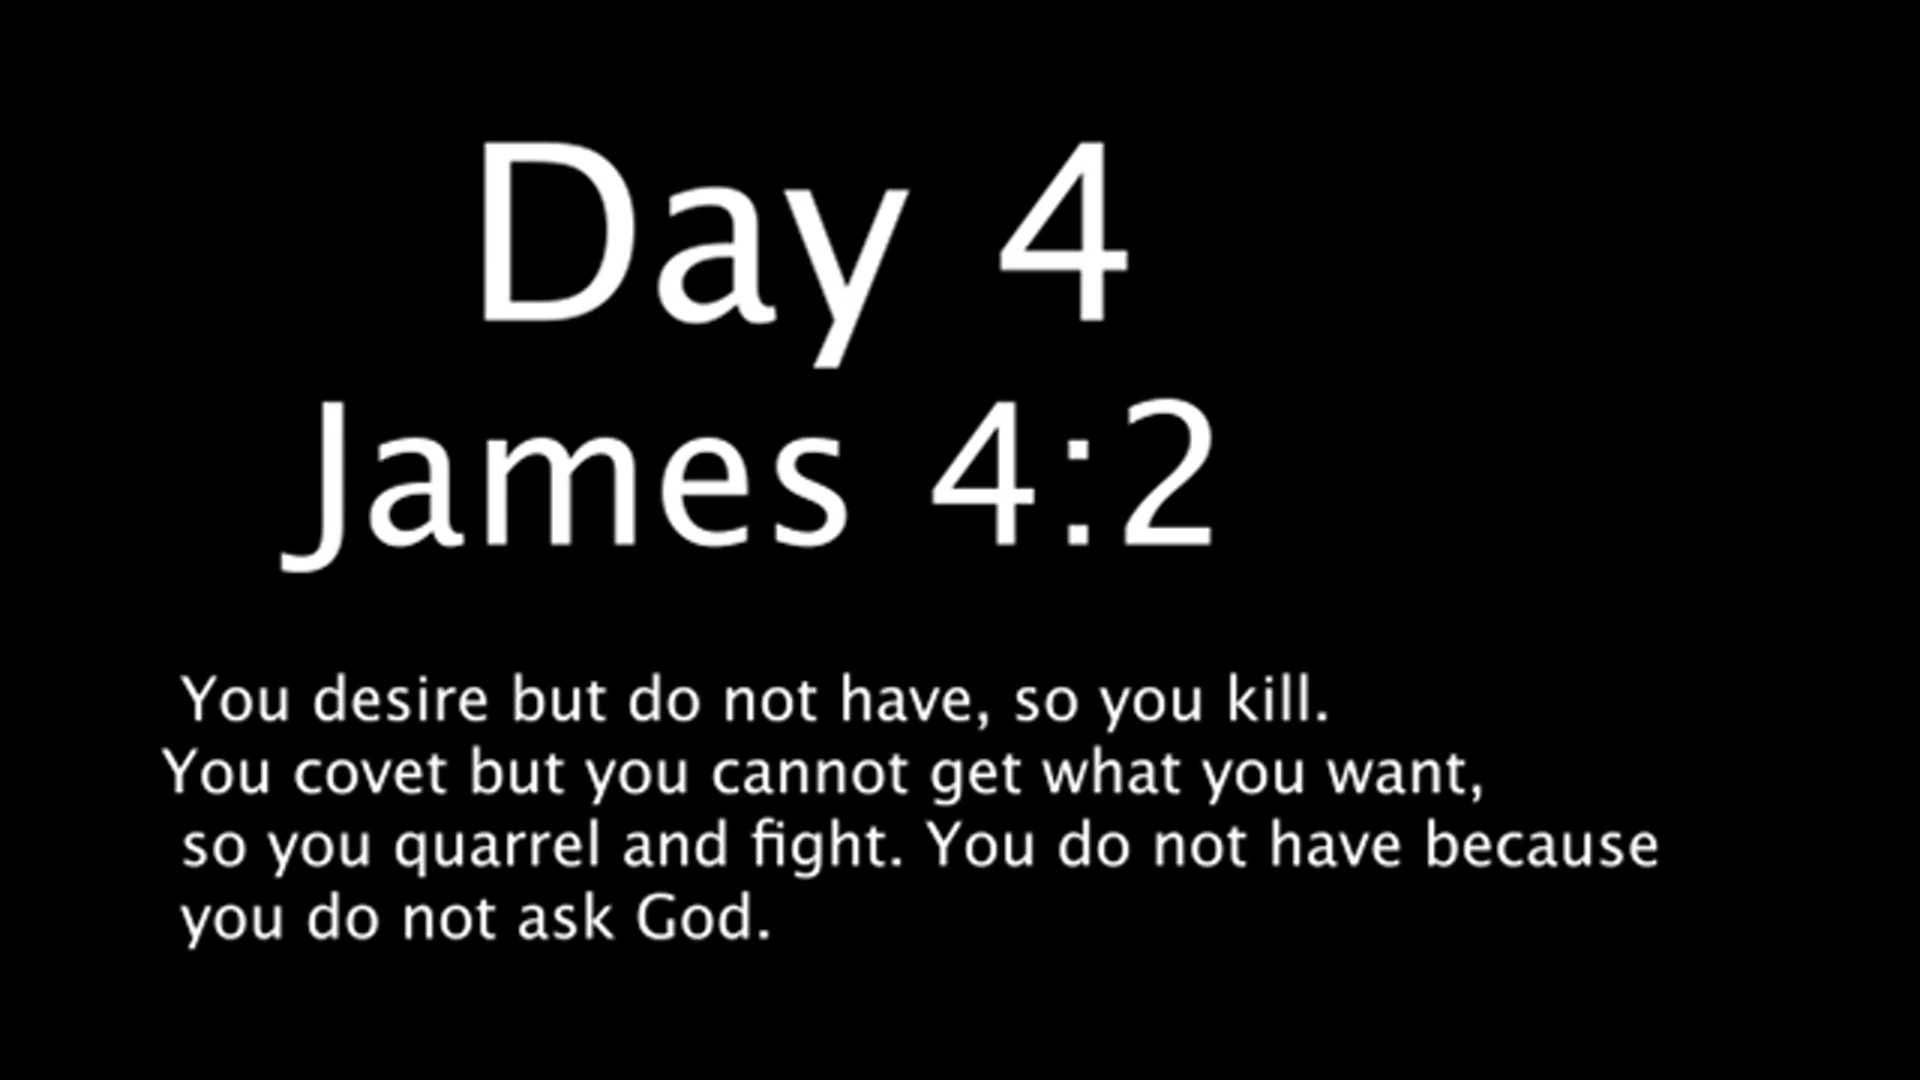 Day 4
James 4:2
You desire but do not have, so you kill.
You covet but you cannot get what you want,
so you quarrel and fight. You do not have because
you do not ask God.